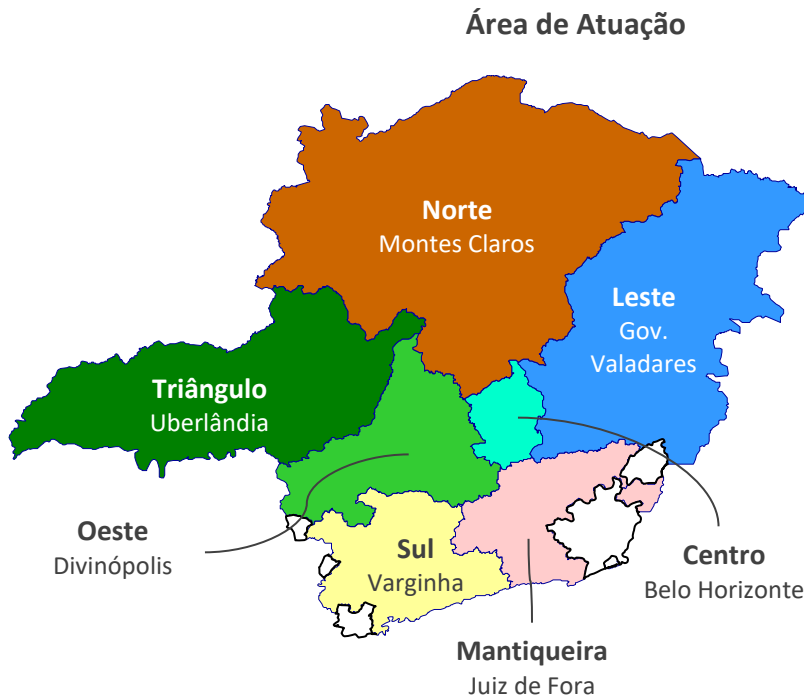 Área de Atuação
Norte
Montes Claros
Leste
Gov.
Valadares
Triângulo
Uberlândia
Oeste
Divinópolis
Sul
Varginha
Centro
Belo Horizonte
Mantiqueira
Juiz de Fora